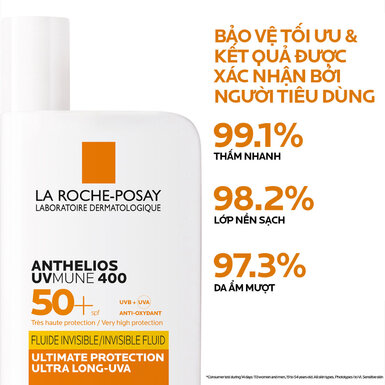 BẢO VỆ TỐI ƯU &
KẾT QUẢ ĐƯỢC
XÁC NHẬN BỞI
NGƯỜI TIÊU DÙNG
99.1%
THẤM NHANH
98.2%
LỚP NỀN SẠCH
97.3%
DA ẨM MƯỢT
LA ROCHE-POSAY
LABORATOIRE DERMATOLOGIQUE
ANTHELIOS
UVMUNE 400
50+ spf
UVB + UVA
ANTI-OXYDANT
Très haute protection / Very high protection
FLUIDE INVISIBLE/INVISIBLE FLUID
ULTIMATE PROTECTION
ULTRA LONG-UVA